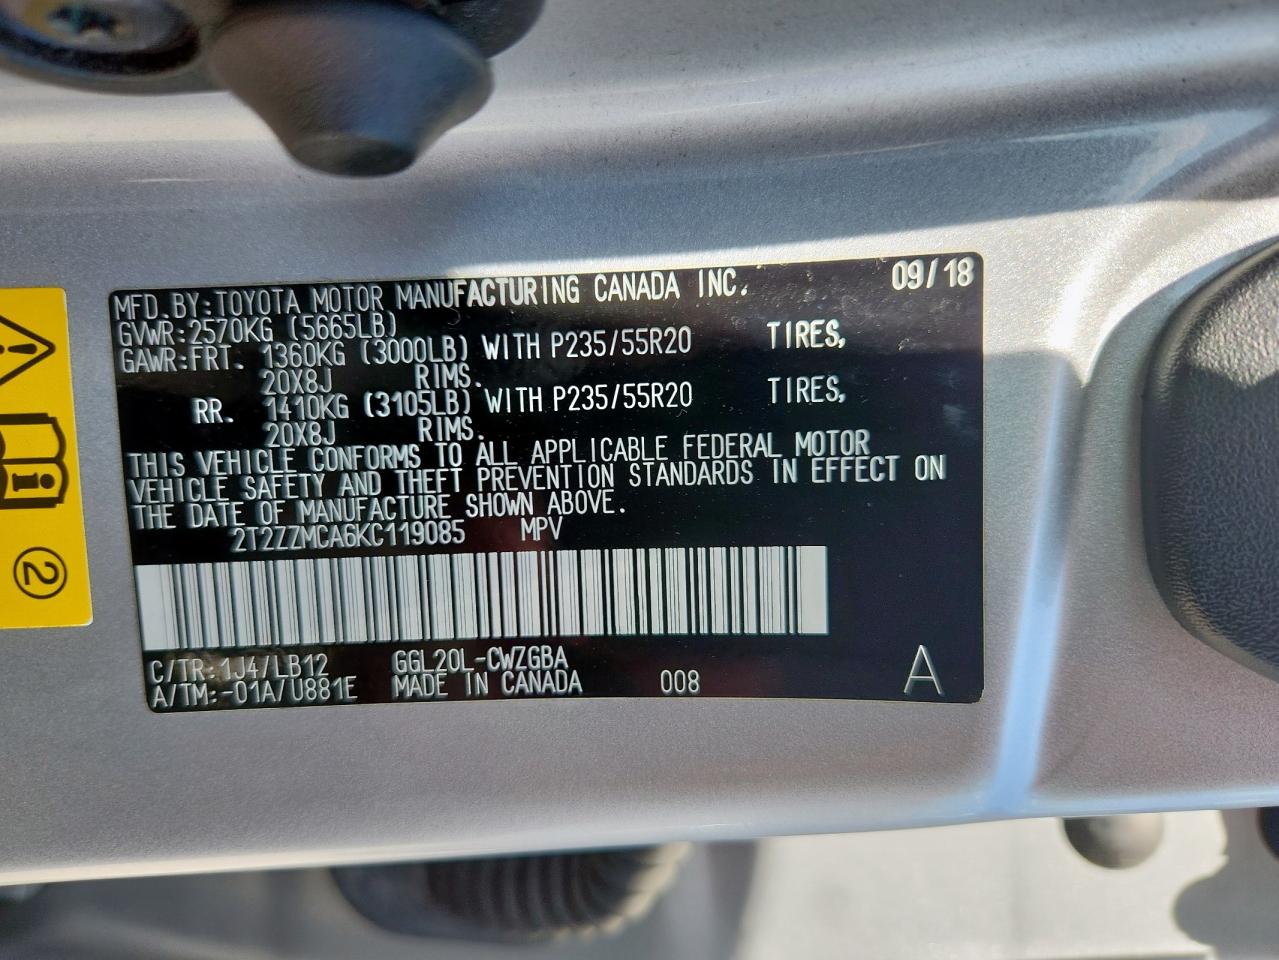 MFD.BY:TOYOTA MOTOR MANUFACTURING CANADA INC. 09/18
GVWR:2570KG (5665LB)
GAWR:FRT. 1360KG (3000LB) WITH P235/55R20 TIRES,
20X8J RIMS.
RR. 1410KG (3105LB) WITH P235/55R20 TIRES,
20X8J RIMS.
THIS VEHICLE CONFORMS TO ALL APPLICABLE FEDERAL MOTOR
VEHICLE SAFETY AND THEFT PREVENTION STANDARDS IN EFFECT ON
THE DATE OF MANUFACTURE SHOWN ABOVE.
2T2ZZMCA6KC119085 MPV
C/TR:1J4/LB12 GGL20L-CWZGBA
A/TM:-01A/U881E MADE IN CANADA 008 A
2